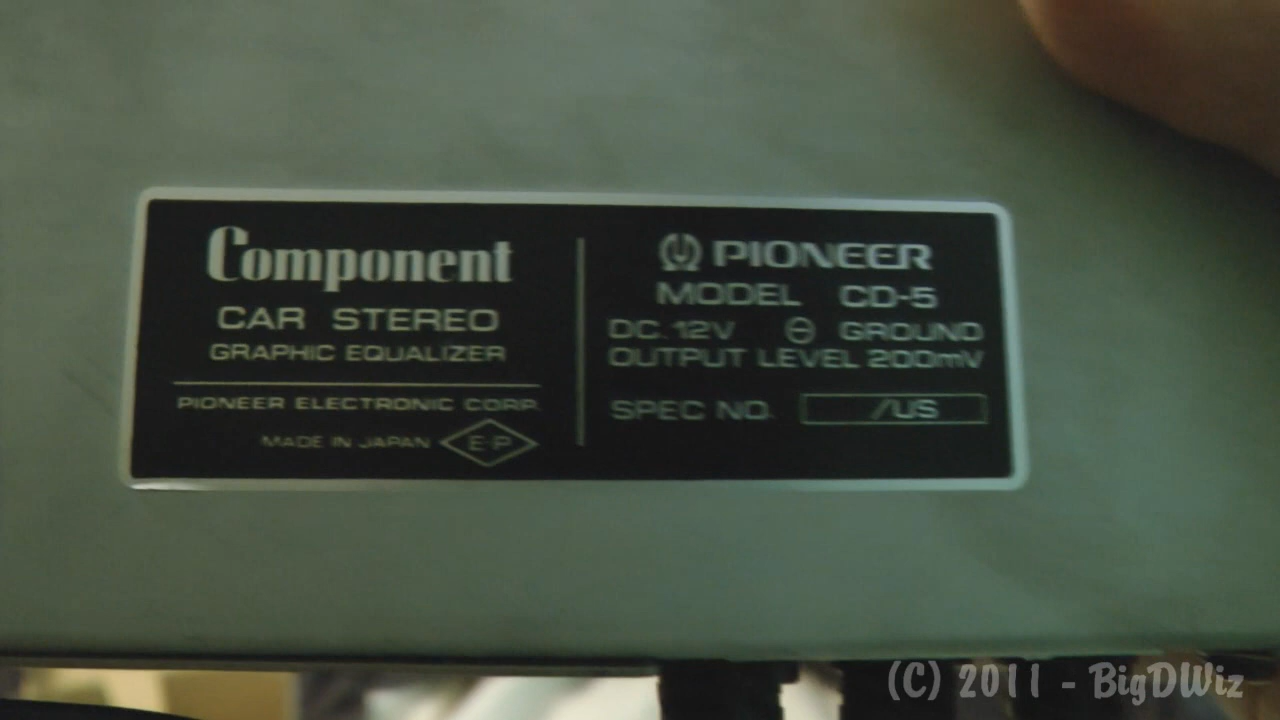 Component
CAR STEREO
GRAPHIC EQUALIZER
PIONEER ELECTRONIC CORP.
MADE IN JAPAN E-P
PIONEER
MODEL CD-5
DC. 12V ⊖ GROUND
OUTPUT LEVEL 200mV
SPEC NO. /US
(C) 2011 - BigDWiz